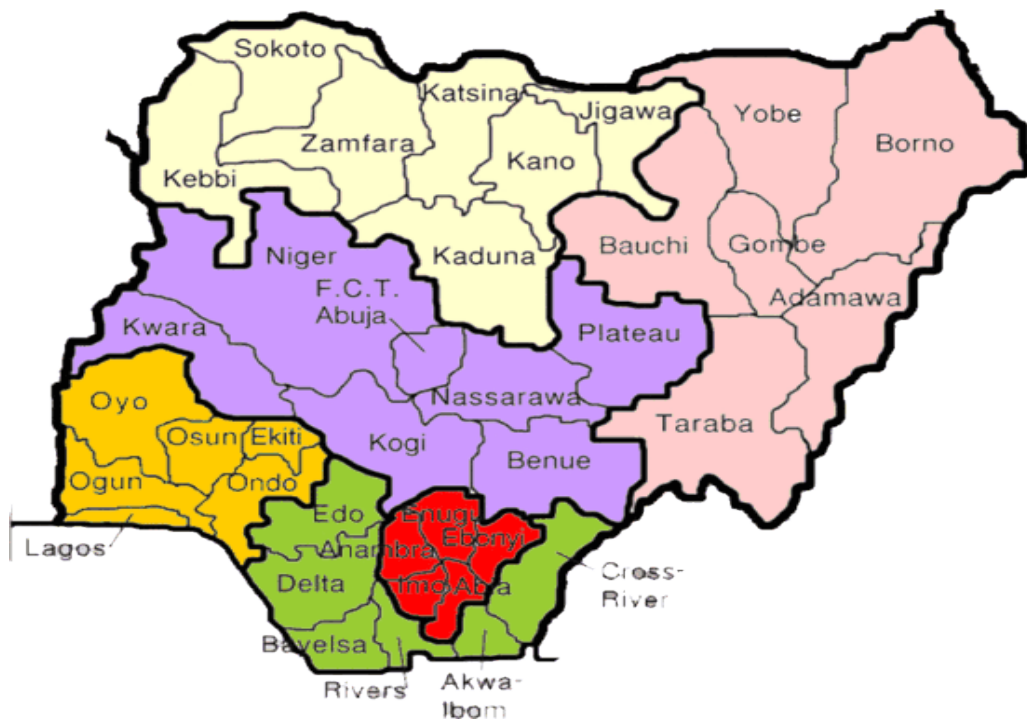 Sokoto
Katsina
Jigawa
Yobe
Borno
Zamfara
Kano
Kebbi
Bauchi
Gombe
Niger
Kaduna
F.C.T.
Abuja
Adamawa
Kwara
Plateau
Nassarawa
Oyo
Taraba
Osun
Ekiti
Kogi
Benue
Ogun
Ondo
Edo
Enugu
Ebonyi
Lagos
Anambra
Delta
Imo
Abia
Cross-
River
Bayelsa
Rivers
Akwa-
Ibom